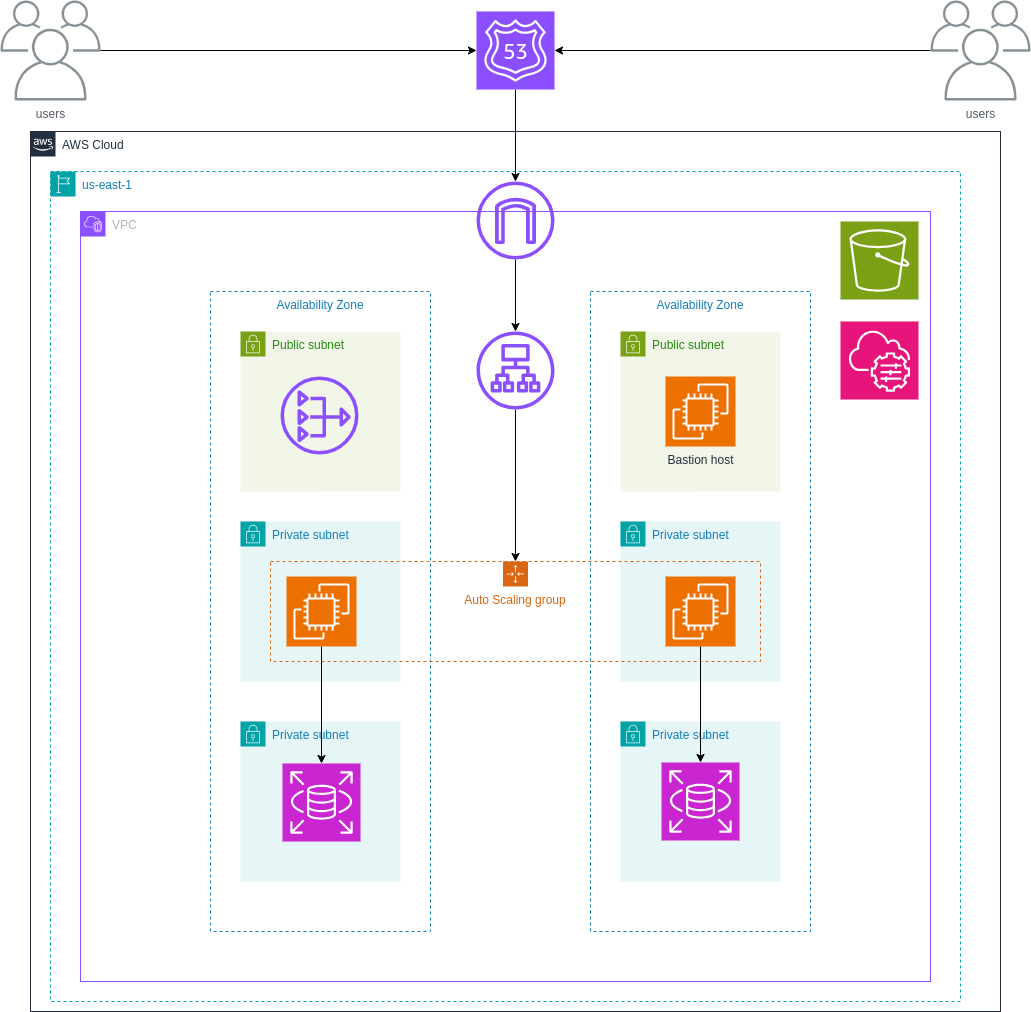 53
users
users
aws
AWS Cloud
us-east-1
VPC
Availability Zone
Availability Zone
Public subnet
Public subnet
Bastion host
Private subnet
Private subnet
Auto Scaling group
Private subnet
Private subnet